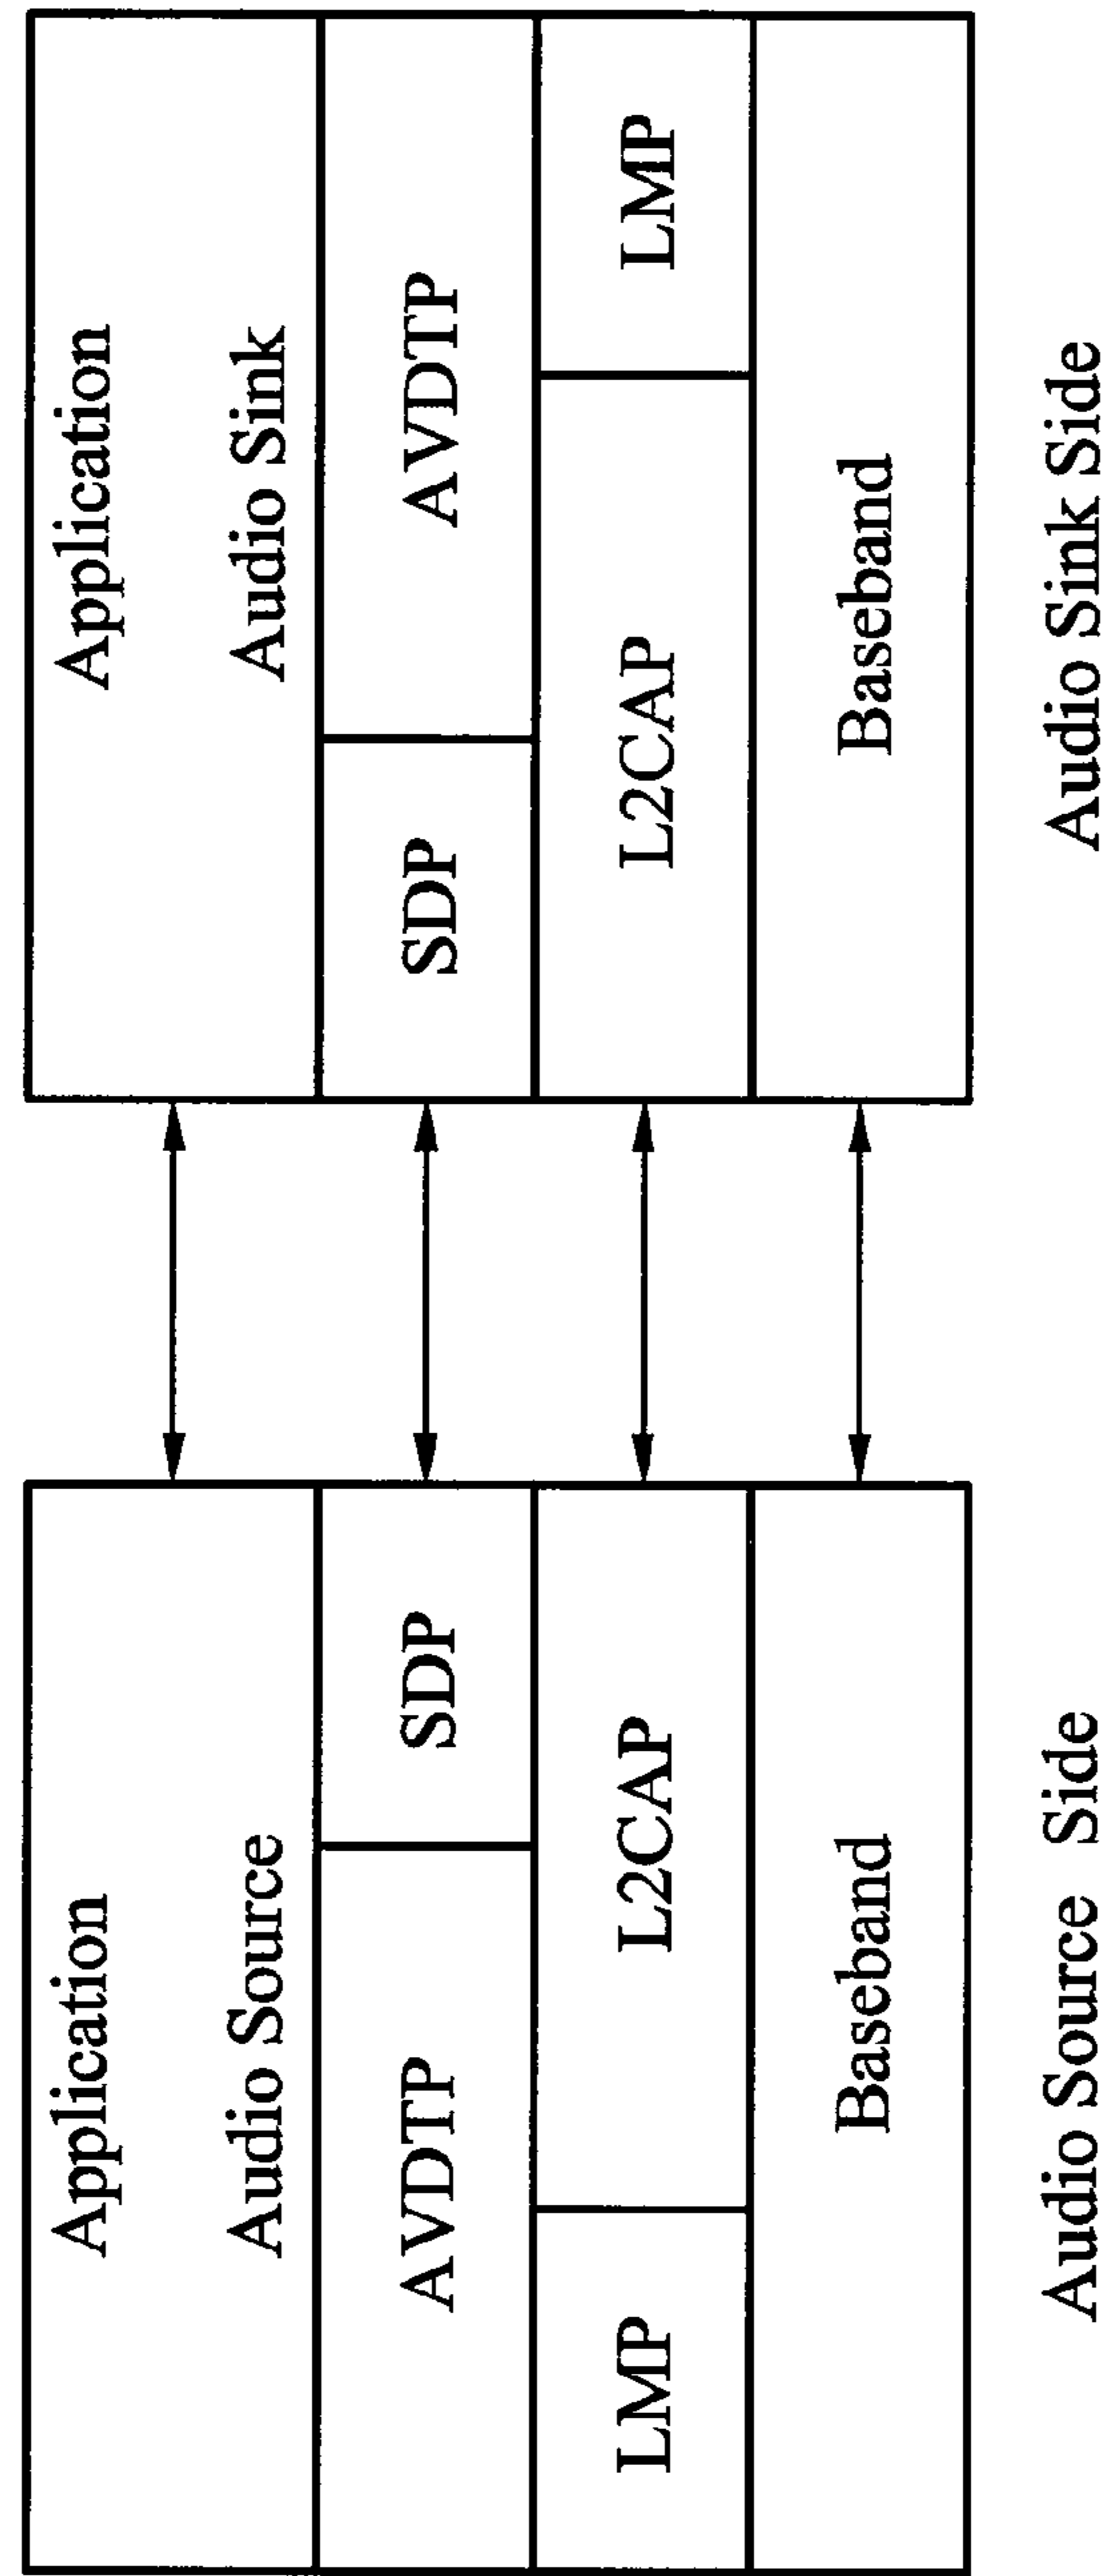 Application
Audio Source
AVDTP
SDP
LMP
L2CAP
Baseband
Audio Source Side
Application
Audio Sink
SDP
AVDTP
L2CAP
LMP
Baseband
Audio Sink Side